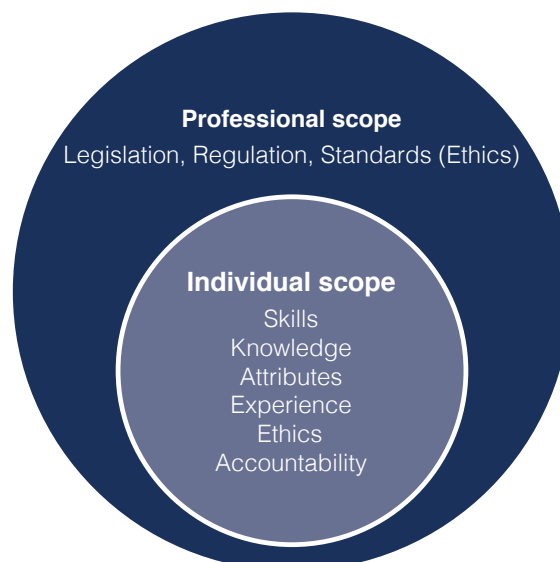 Professional scope
Legislation, Regulation, Standards (Ethics)
Individual scope
Skills
Knowledge
Attributes
Experience
Ethics
Accountability